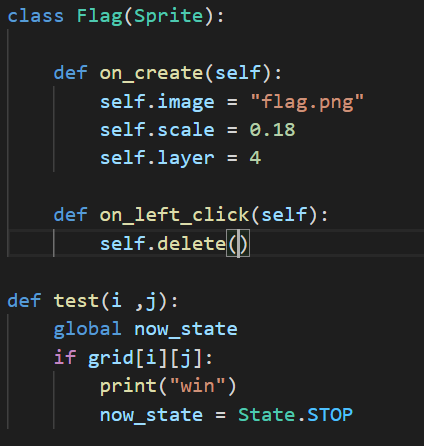 class Flag(Sprite):
    def on_create(self):
        self.image = "flag.png"
        self.scale = 0.18
        self.layer = 4
    def on_left_click(self):
        self.delete()
def test(i ,j):
    global now_state
    if grid[i][j]:
        print("win")
        now_state = State.STOP